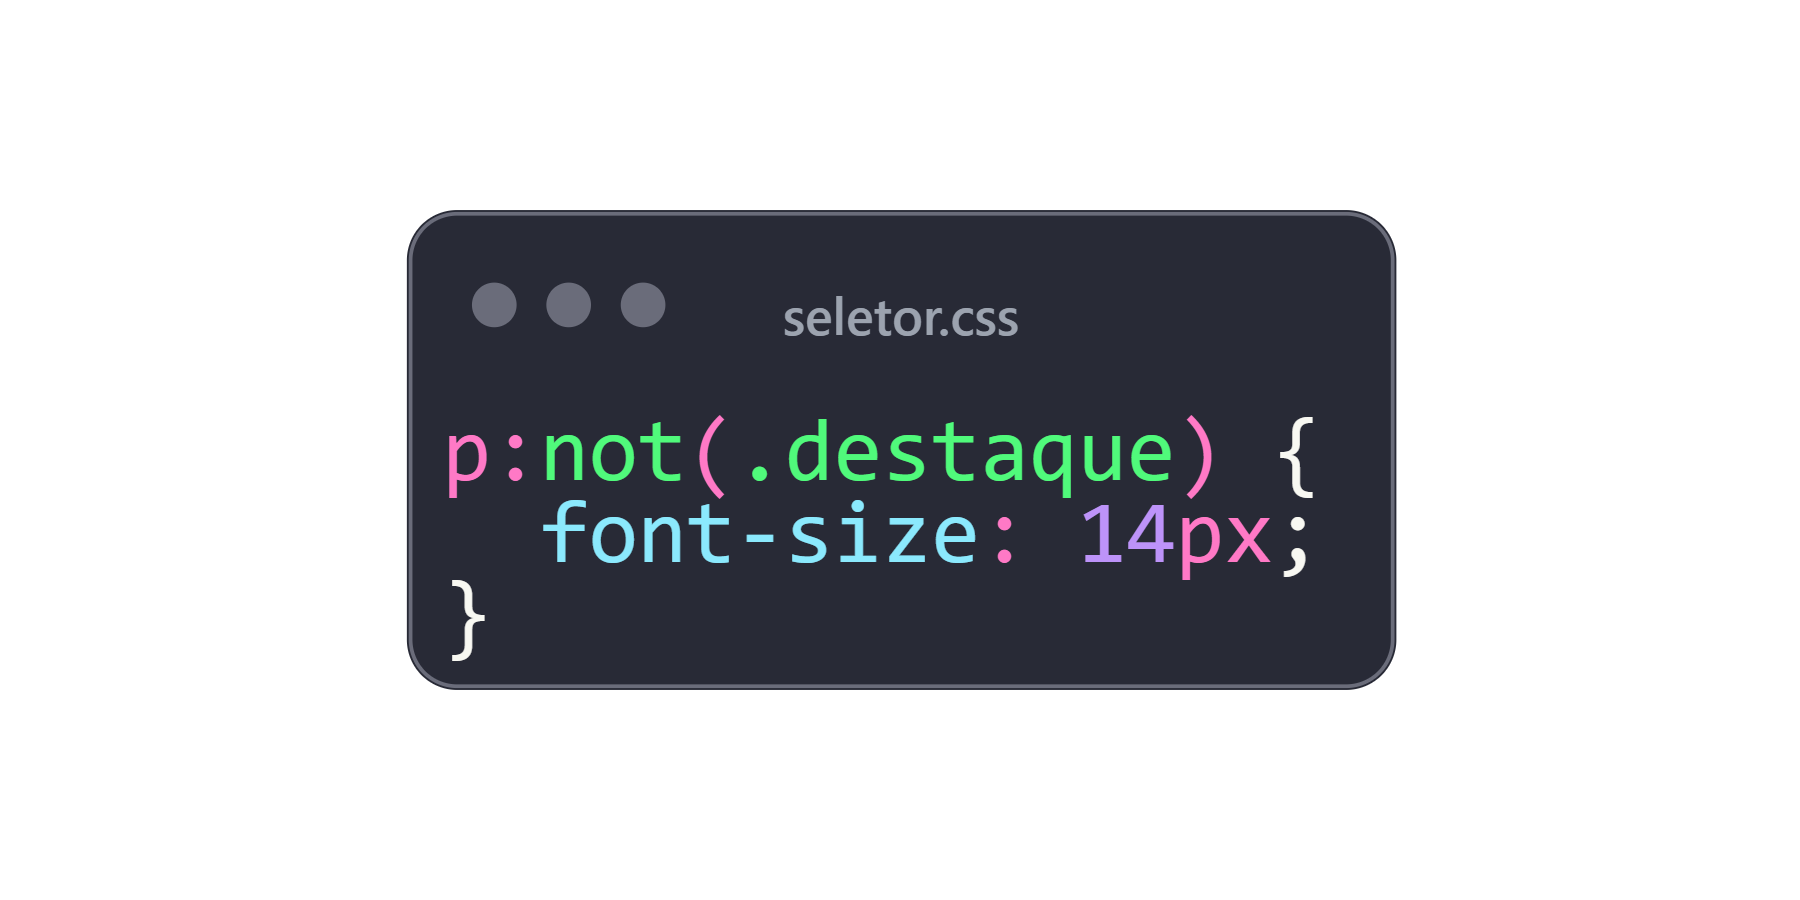 seletor.css
p:not(.destaque) {
  font-size: 14px;
}